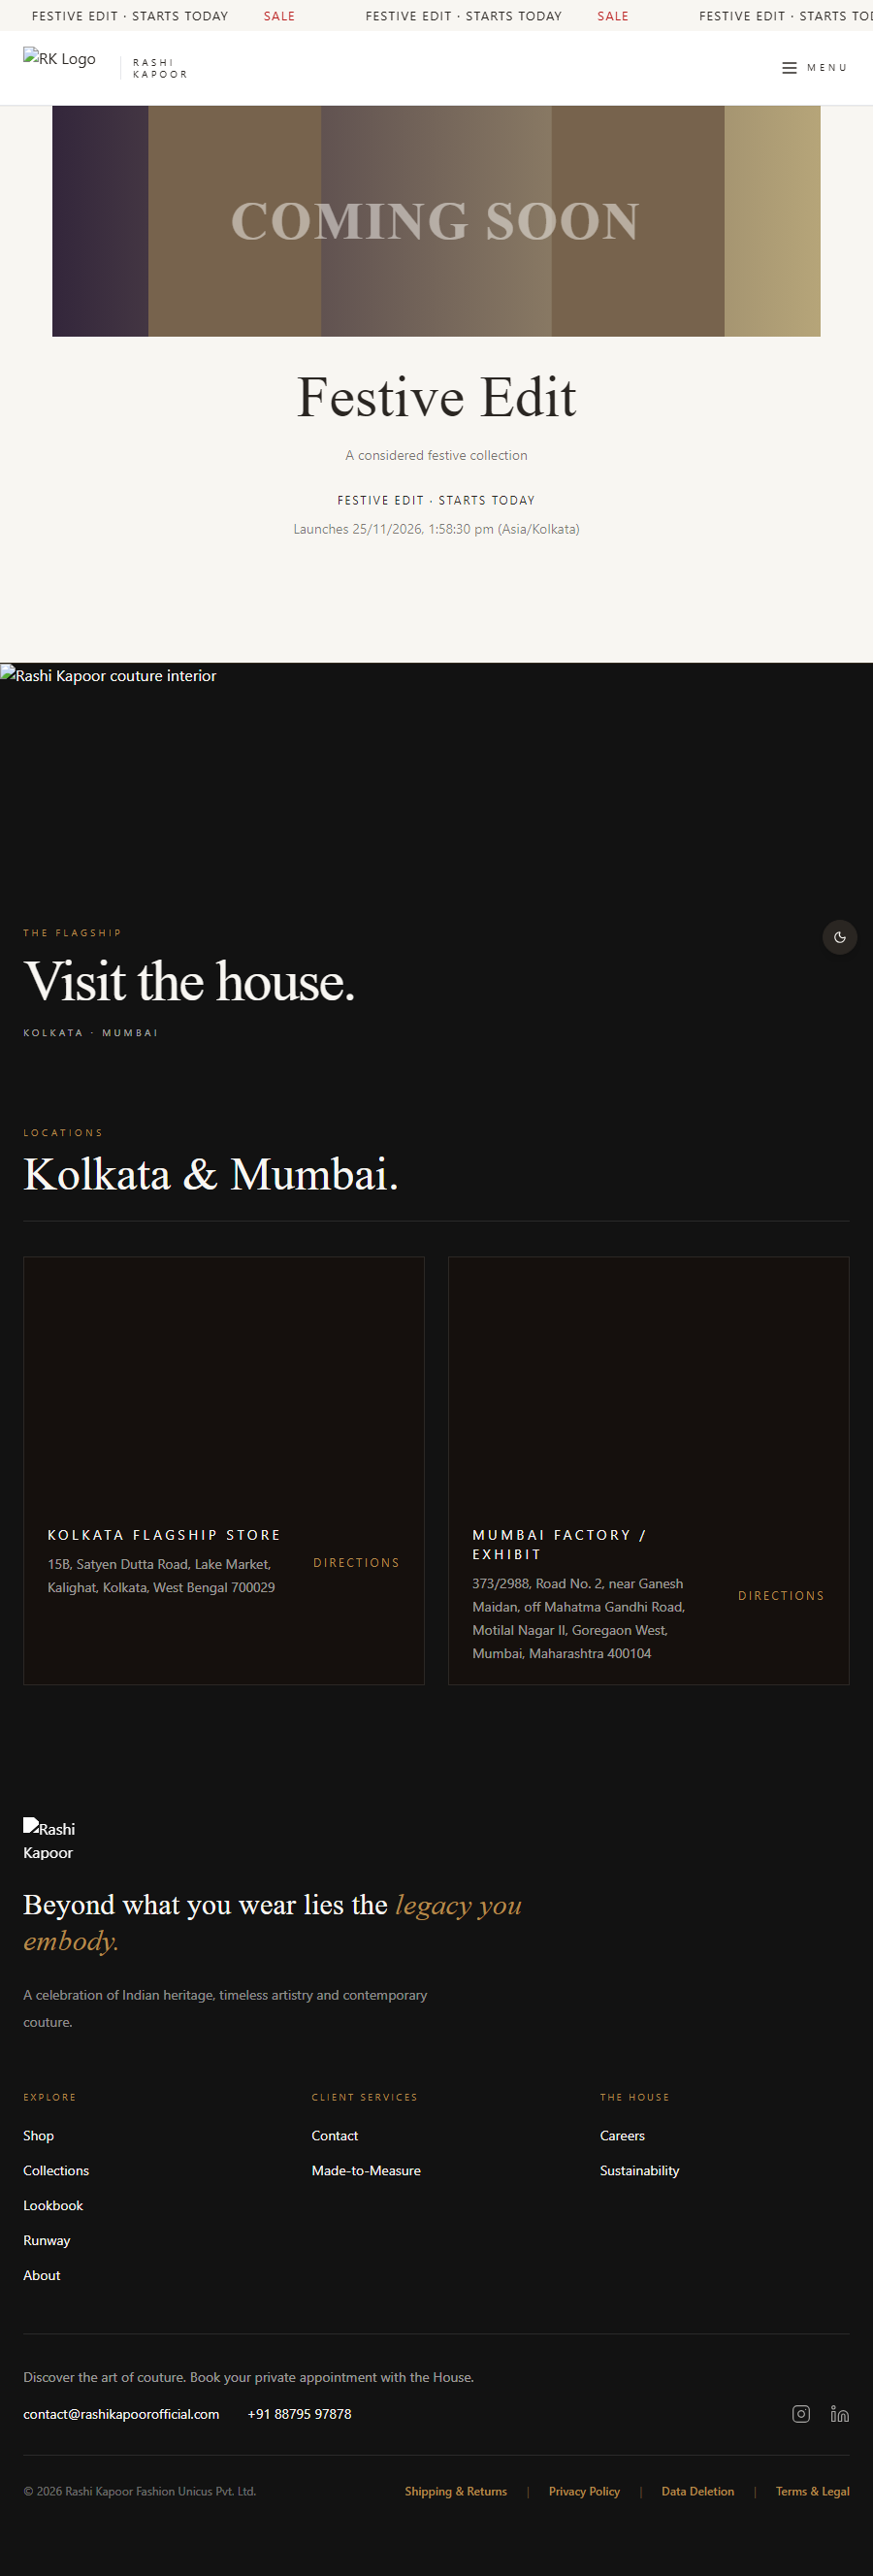 FESTIVE EDIT · STARTS TODAY SALE FESTIVE EDIT · STARTS TODAY SALE FESTIVE EDIT · STARTS
RK Logo
RASHI
KAPOOR
MENU
COMING SOON
Festive Edit
A considered festive collection
FESTIVE EDIT · STARTS TODAY
Launches 25/11/2026, 1:58:30 pm (Asia/Kolkata)
Rashi Kapoor couture interior
THE FLAGSHIP
Visit the house.
KOLKATA · MUMBAI
LOCATIONS
Kolkata & Mumbai.
KOLKATA FLAGSHIP STORE
15B, Satyen Dutta Road, Lake Market,
Kalighat, Kolkata, West Bengal 700029
DIRECTIONS
MUMBAI FACTORY /
EXHIBIT
373/2988, Road No. 2, near Ganesh
Maidan, off Mahatma Gandhi Road,
Motilal Nagar II, Goregaon West,
Mumbai, Maharashtra 400104
DIRECTIONS
Rashi
Kapoor
Beyond what you wear lies the legacy you
embody.
A celebration of Indian heritage, timeless artistry and contemporary
couture.
EXPLORE
Shop
Collections
Lookbook
Runway
About
CLIENT SERVICES
Contact
Made-to-Measure
THE HOUSE
Careers
Sustainability
Discover the art of couture. Book your private appointment with the House.
contact@rashikapoorofficial.com +91 88795 97878
© 2026 Rashi Kapoor Fashion Unicus Pvt. Ltd.
Shipping & Returns | Privacy Policy | Data Deletion | Terms & Legal